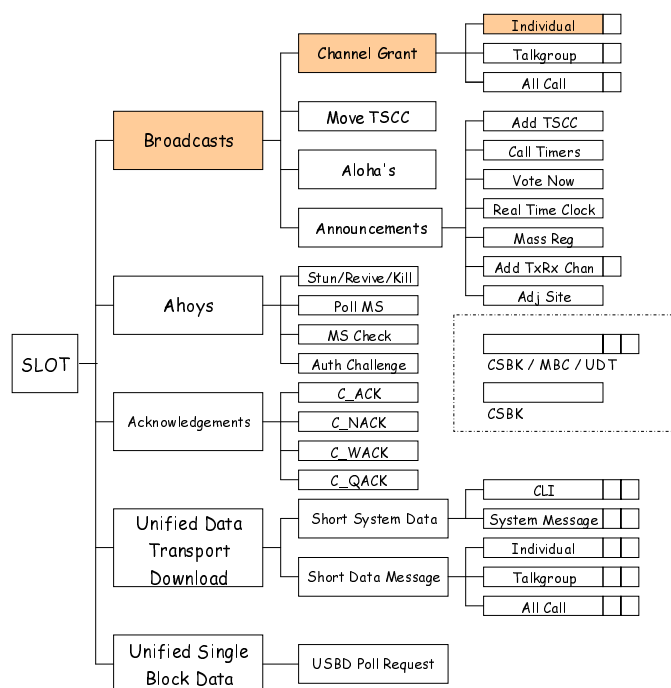 Individual
Channel Grant
Talkgroup
All Call
Move TSCC
Broadcasts
Aloha's
Add TSCC
Call Timers
Vote Now
Real Time Clock
Announcements
Mass Reg
Add TxRx Chan
Adj Site
Stun/Revive/Kill
Ahoys
Poll MS
MS Check
Auth Challenge
SLOT
CSBK / MBC / UDT
CSBK
C_ACK
Acknowledgements
C_NACK
C_WACK
C_QACK
CLI
Short System Data
System Message
Unified Data
Transport
Download
Individual
Short Data Message
Talkgroup
All Call
Unified Single
Block Data
USBD Poll Request